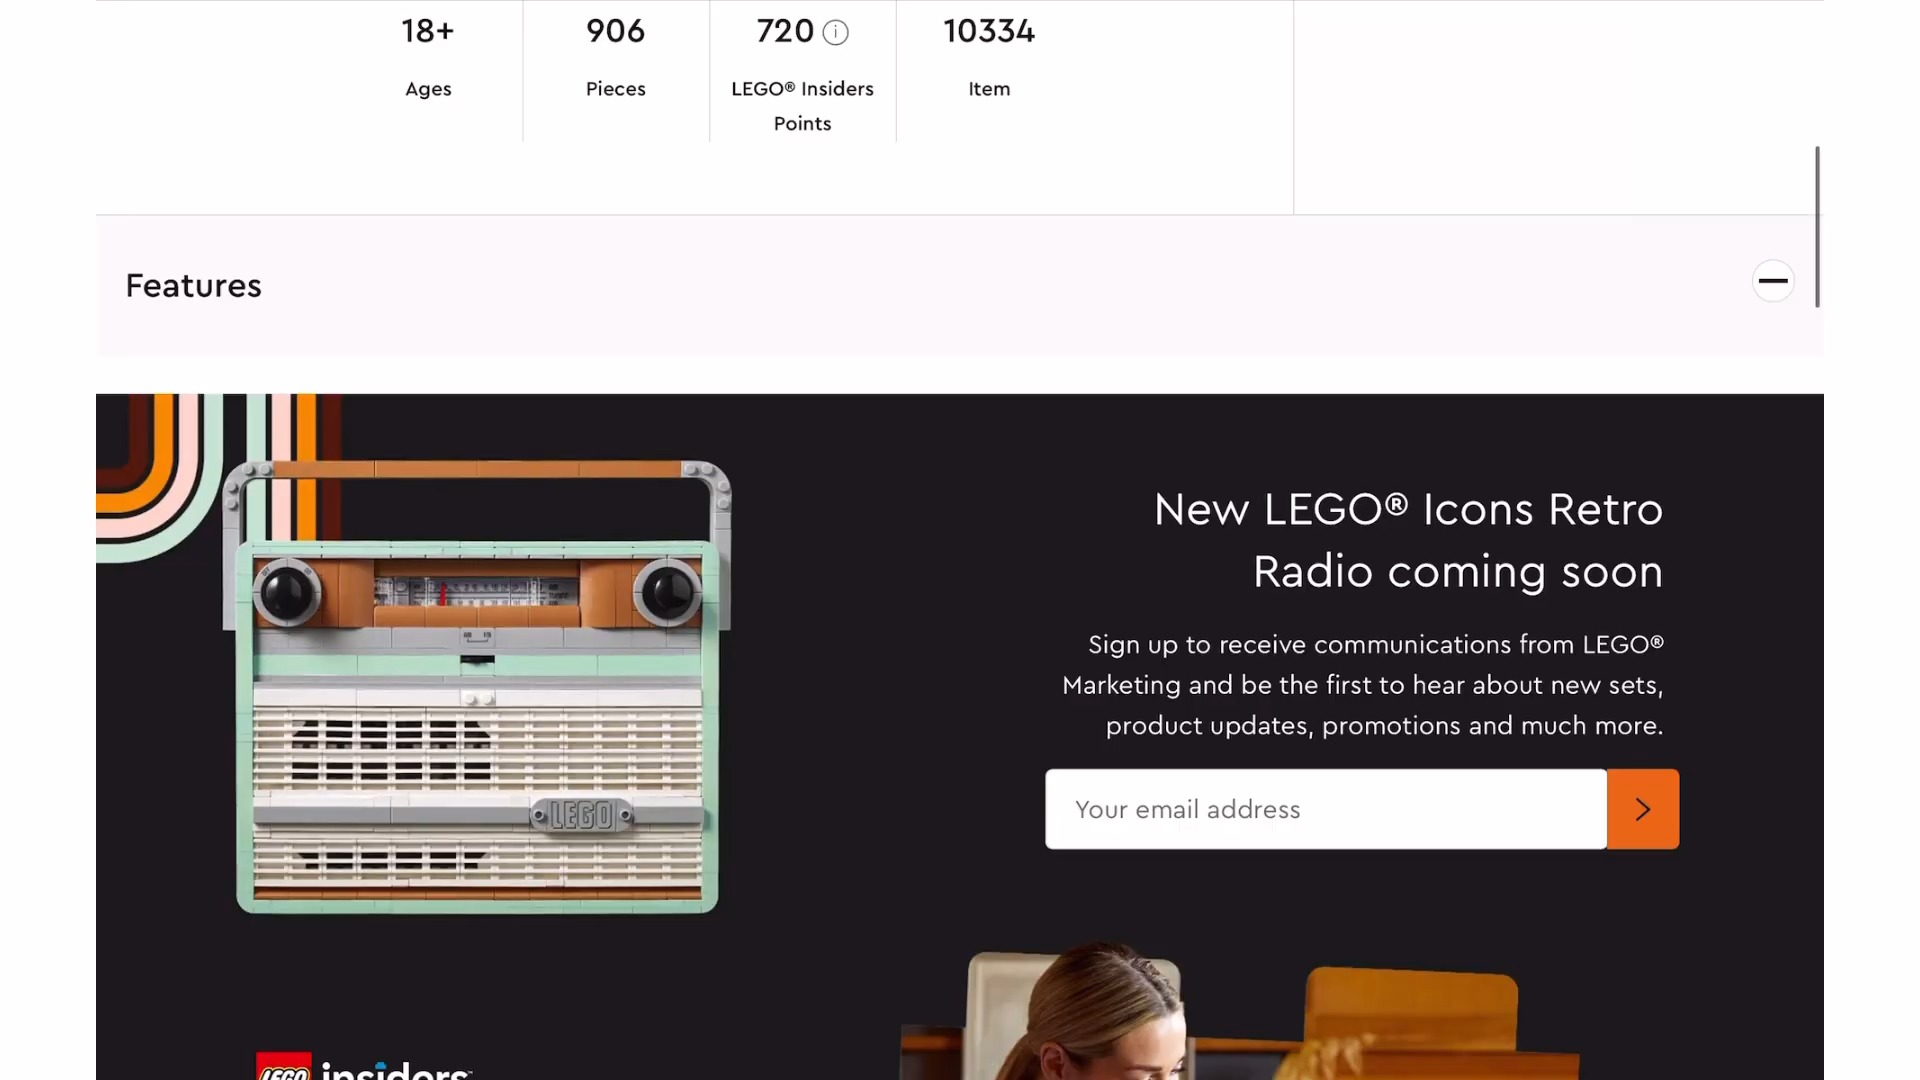 18+
Ages
906
Pieces
720
LEGO® Insiders
Points
10334
Item
Features
New LEGO® Icons Retro
Radio coming soon
Sign up to receive communications from LEGO®
Marketing and be the first to hear about new sets,
product updates, promotions and much more.
Your email address
LEGO
LEGO insiders